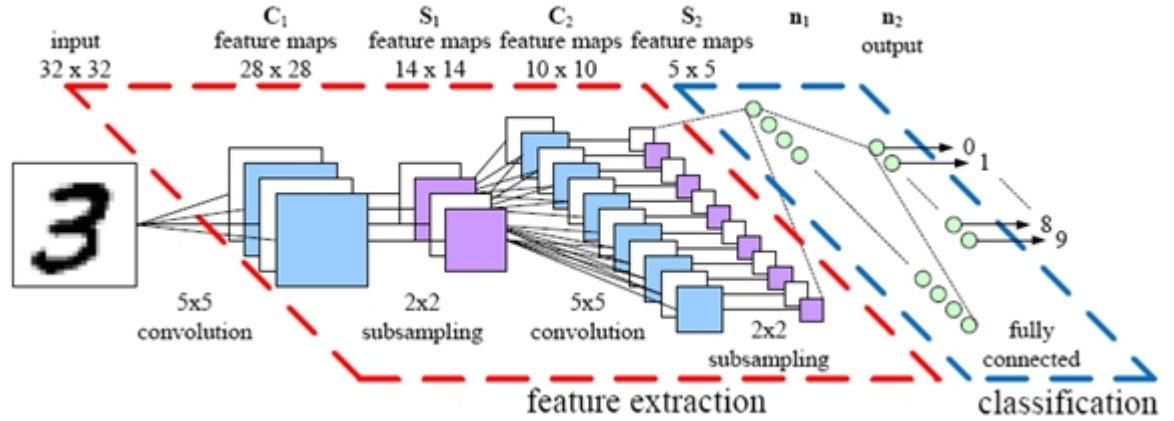 input
32 x 32
C₁
feature maps
28 x 28
S₁
feature maps
14 x 14
C₂
feature maps
10 x 10
S₂
feature maps
5 x 5
n₁
n₂
output
3
0
1
8
9
5x5
convolution
2x2
subsampling
5x5
convolution
2x2
subsampling
fully
connected
feature extraction
classification